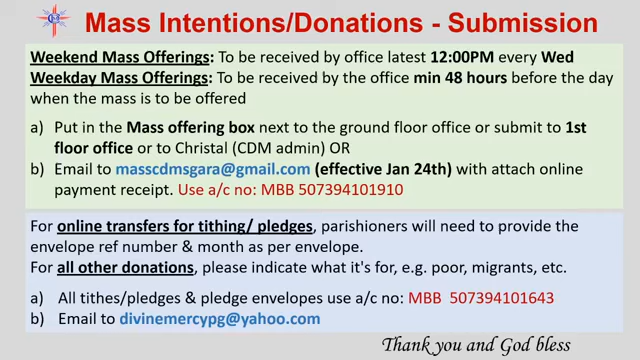 Mass Intentions/Donations - Submission
Weekend Mass Offerings: To be received by office latest 12:00PM every Wed
Weekday Mass Offerings: To be received by the office min 48 hours before the day
when the mass is to be offered
a) Put in the Mass offering box next to the ground floor office or submit to 1st
floor office or to Christal (CDM admin) OR
b) Email to masscdmsgara@gmail.com (effective Jan 24th) with attach online
payment receipt. Use a/c no: MBB 507394101910
For online transfers for tithing/ pledges, parishioners will need to provide the
envelope ref number & month as per envelope.
For all other donations, please indicate what it's for, e.g. poor, migrants, etc.
a) All tithes/pledges & pledge envelopes use a/c no: MBB 507394101643
b) Email to divinemercypg@yahoo.com
Thank you and God bless